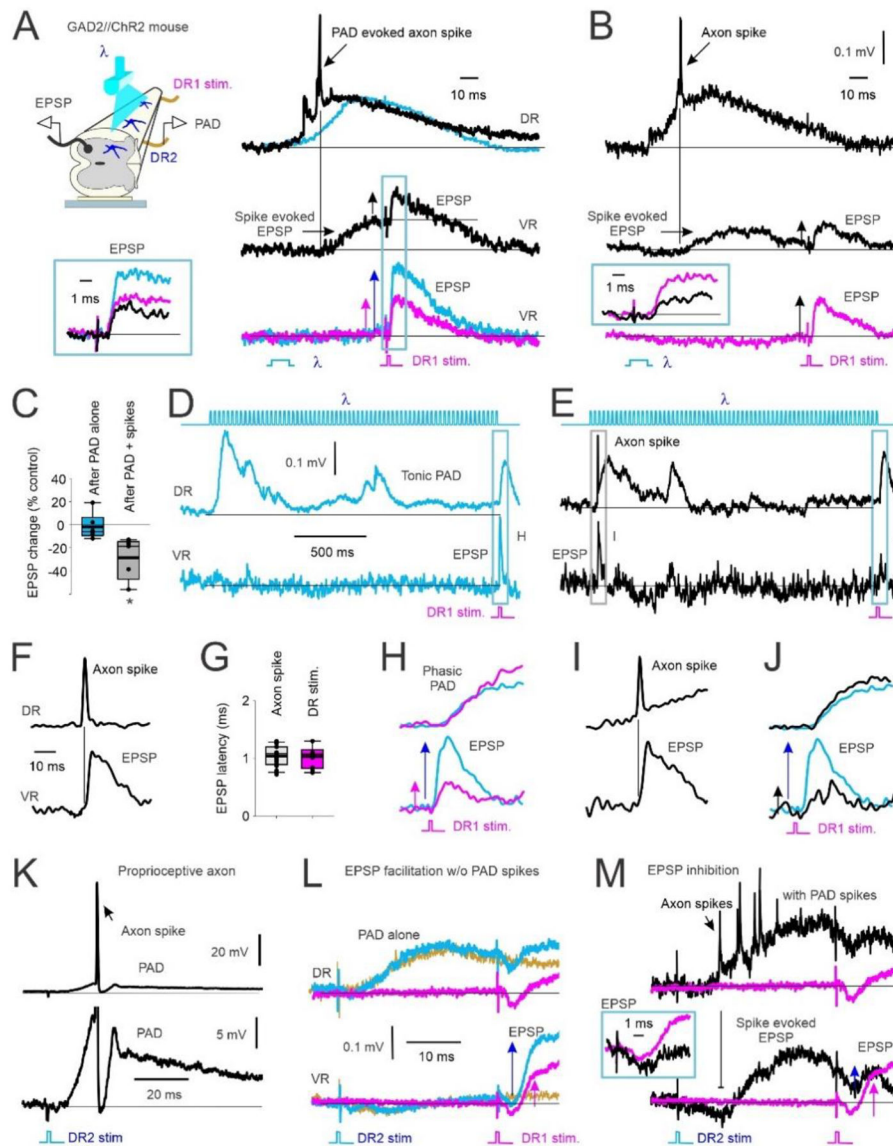 A
GAD2//ChR2 mouse
λ
DR1 stim.
EPSP
PAD
DR2
EPSP
1 ms
PAD evoked axon spike
10 ms
DR
Spike evoked
EPSP
EPSP
VR
EPSP
VR
λ
DR1 stim.
B
Axon spike
0.1 mV
10 ms
Spike evoked
EPSP
EPSP
1 ms
EPSP
λ
DR1 stim.
C
After PAD alone
After PAD + spikes
EPSP change (% control)
40
20
0
-20
-40
*
D
λ
0.1 mV
Tonic PAD
DR
500 ms
EPSP
H
VR
DR1 stim.
E
λ
Axon spike
EPSP
I
EPSP
DR1 stim.
F
Axon spike
DR
10 ms
EPSP
VR
G
Axon spike
DR stim.
EPSP latency (ms)
2
1
0
H
Phasic
PAD
EPSP
DR1 stim.
I
Axon spike
EPSP
J
EPSP
DR1 stim.
K
Proprioceptive axon
Axon spike
20 mV
PAD
PAD
5 mV
20 ms
DR2 stim
L
EPSP facilitation w/o PAD spikes
PAD alone
DR
0.1 mV
10 ms
EPSP
VR
DR2 stim
DR1 stim.
M
EPSP inhibition
Axon spikes
with PAD spikes
EPSP
1 ms
Spike evoked
EPSP
EPSP
DR2 stim